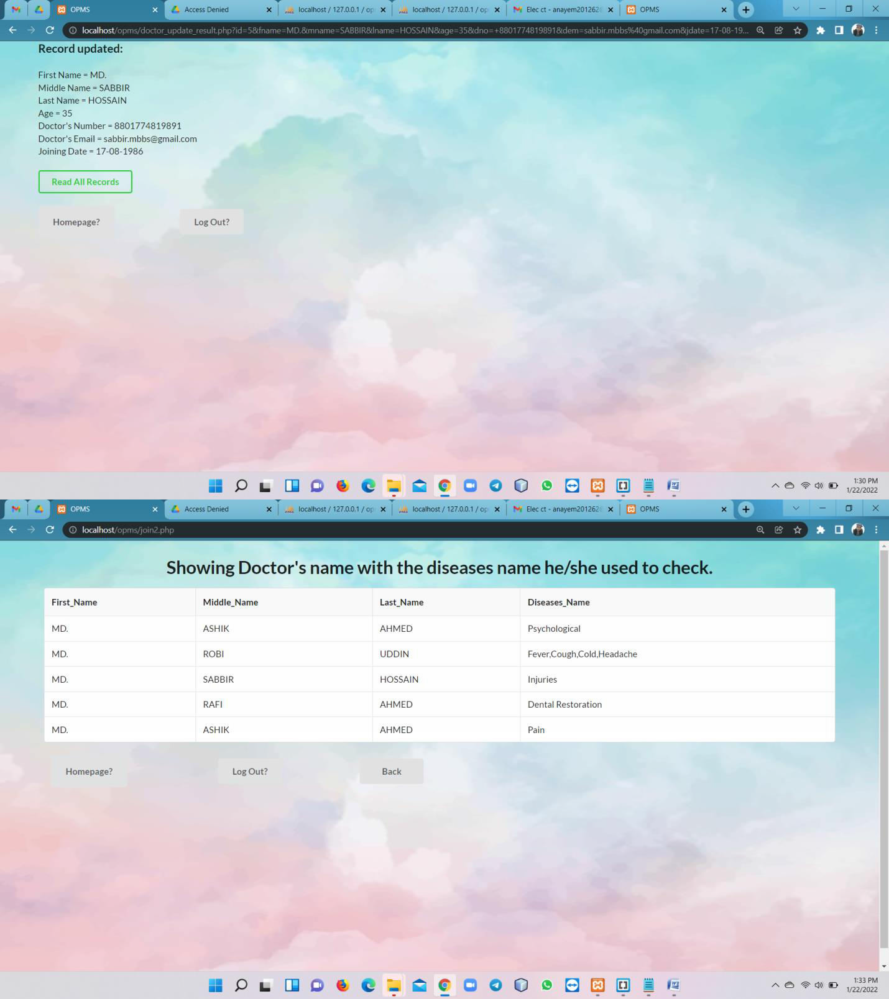 OPMS
Access Denied
localhost / 127.0.0.1 / op
localhost / 127.0.0.1 / op
Elec ct - anayem201262@
OPMS
localhost/opms/doctor_update_result.php?id=5&fname=MD.&mname=SABBIR&lname=HOSSAIN&age=35&dno=+8801774819891&dem=sabbir.mbbs%40gmail.com&jdate=17-08-19...
Record updated:
First Name = MD.
Middle Name = SABBIR
Last Name = HOSSAIN
Age = 35
Doctor's Number = 8801774819891
Doctor's Email = sabbir.mbbs@gmail.com
Joining Date = 17-08-1986
Read All Records
Homepage? Log Out?
1:30 PM
1/22/2022
OPMS
Access Denied
localhost / 127.0.0.1 / op
localhost / 127.0.0.1 / op
Elec ct - anayem201262@
OPMS
localhost/opms/join2.php
Showing Doctor's name with the diseases name he/she used to check.
First_Name Middle_Name Last_Name Diseases_Name
MD. ASHIK AHMED Psychological
MD. ROBI UDDIN Fever,Cough,Cold,Headache
MD. SABBIR HOSSAIN Injuries
MD. RAFI AHMED Dental Restoration
MD. ASHIK AHMED Pain
Homepage? Log Out? Back
1:33 PM
1/22/2022